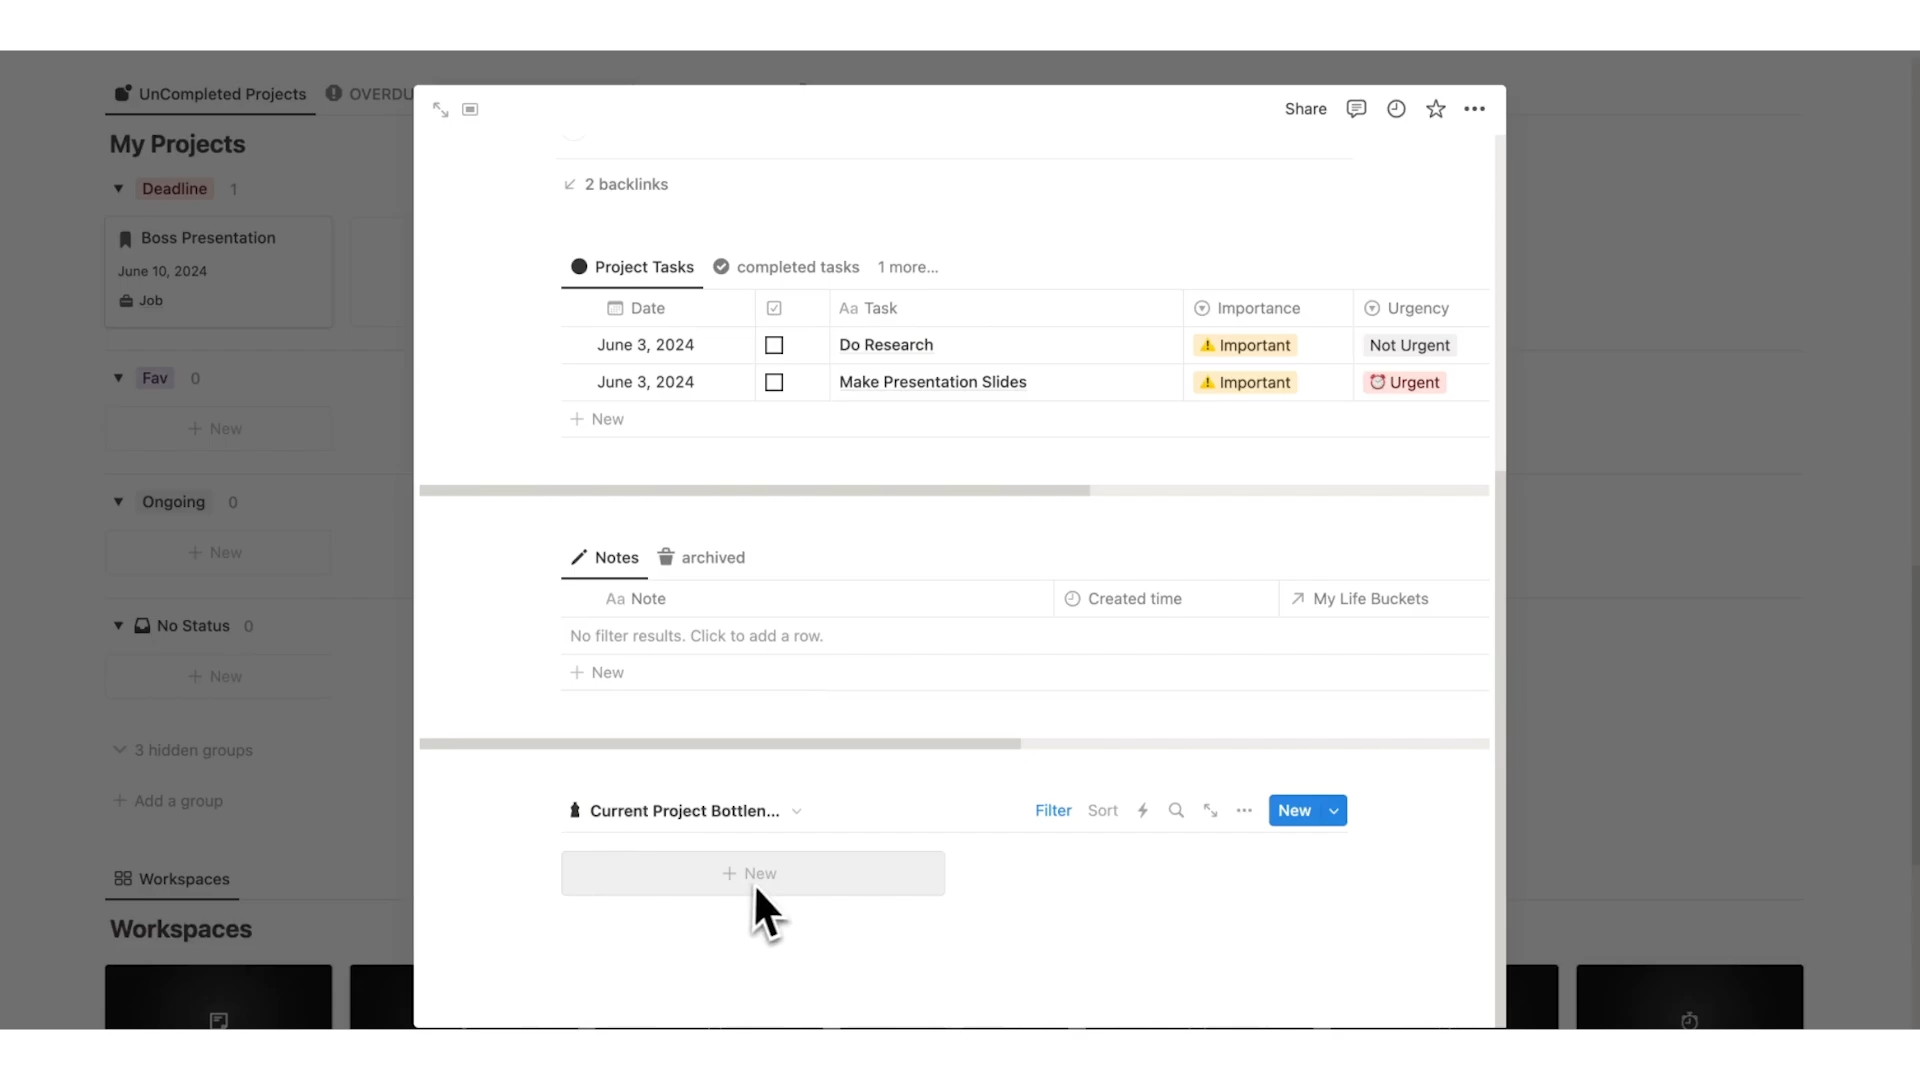 UnCompleted Projects
OVERDU
My Projects
Deadline 1
Boss Presentation
June 10, 2024
Job
Fav 0
+ New
Ongoing 0
+ New
No Status 0
+ New
3 hidden groups
+ Add a group
Workspaces
Workspaces
Share
2 backlinks
Project Tasks completed tasks 1 more...
Date Aa Task Importance Urgency
June 3, 2024 Do Research Important Not Urgent
June 3, 2024 Make Presentation Slides Important Urgent
+ New
Notes archived
Aa Note Created time My Life Buckets
No filter results. Click to add a row.
+ New
Current Project Bottlen... Filter Sort New
+ New